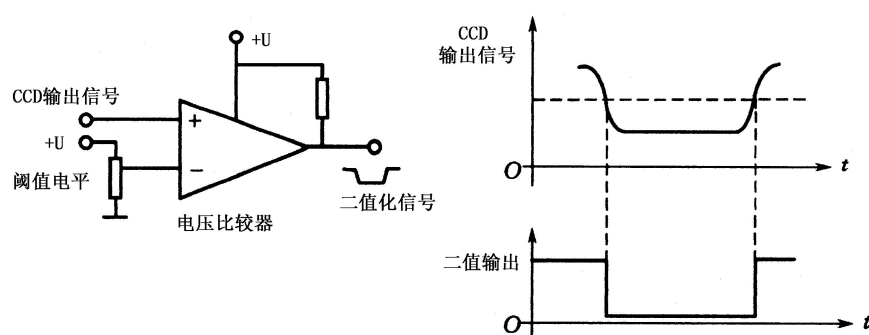 +U
CCD输出信号
+U
阈值电平
+
−
电压比较器
二值化信号
CCD
输出信号
O
t
二值输出
O
t